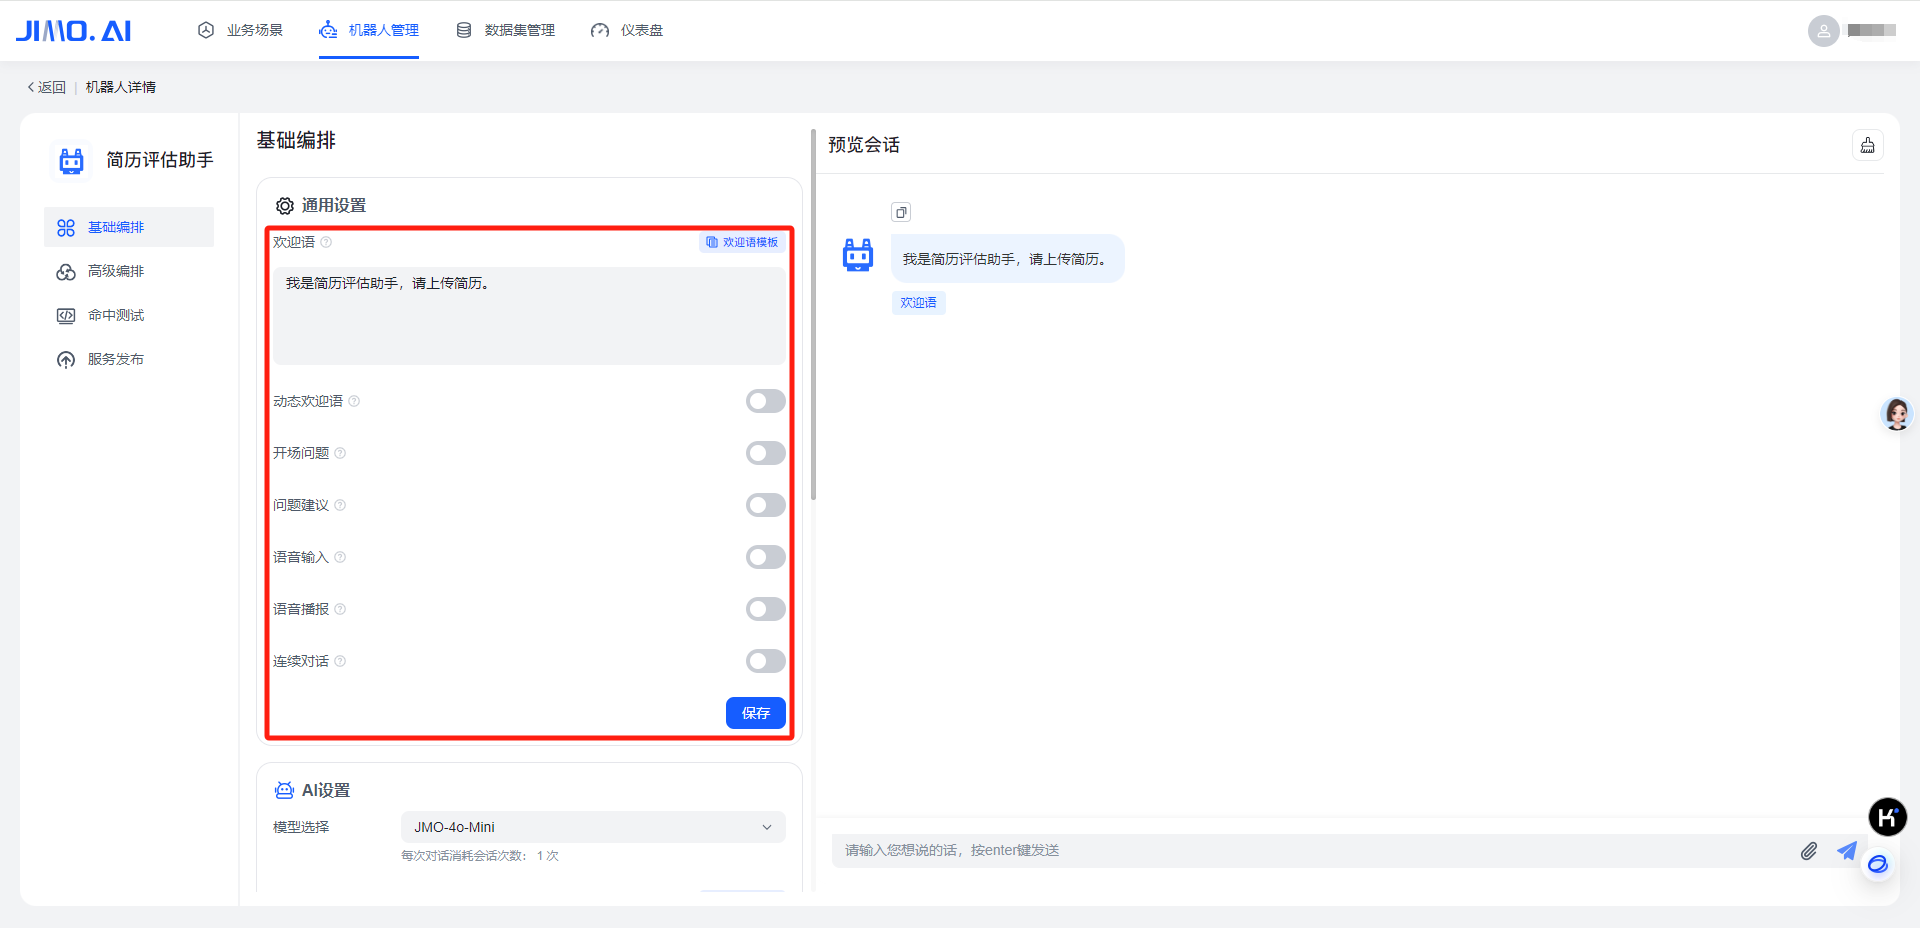 JIMO. AI
业务场景
机器人管理
数据集管理
仪表盘
返回 | 机器人详情
简历评估助手
基础编排
高级编排
命中测试
服务发布
基础编排
通用设置
欢迎语
欢迎语模板
我是简历评估助手，请上传简历。
动态欢迎语
开场问题
问题建议
语音输入
语音播报
连续对话
保存
AI设置
模型选择
JMO-4o-Mini
每次对话消耗会话次数： 1 次
预览会话
我是简历评估助手，请上传简历。
欢迎语
请输入您想说的话，按enter键发送